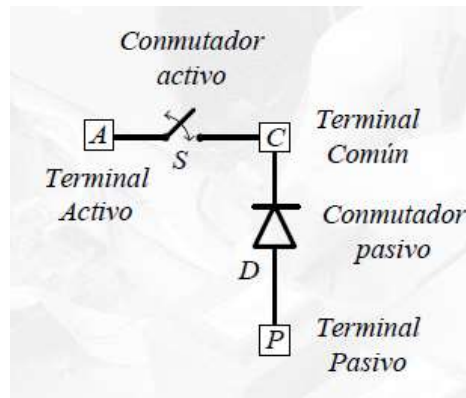 Conmutador
activo
A
S
C
Terminal
Común
Terminal
Activo
Conmutador
pasivo
D
P
Terminal
Pasivo